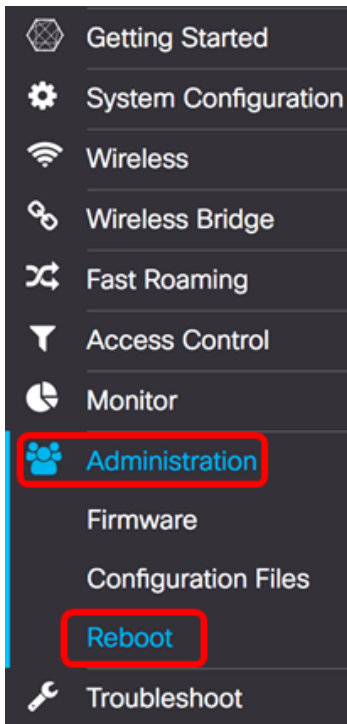 Getting Started
System Configuration
Wireless
Wireless Bridge
Fast Roaming
Access Control
Monitor
Administration
Firmware
Configuration Files
Reboot
Troubleshoot